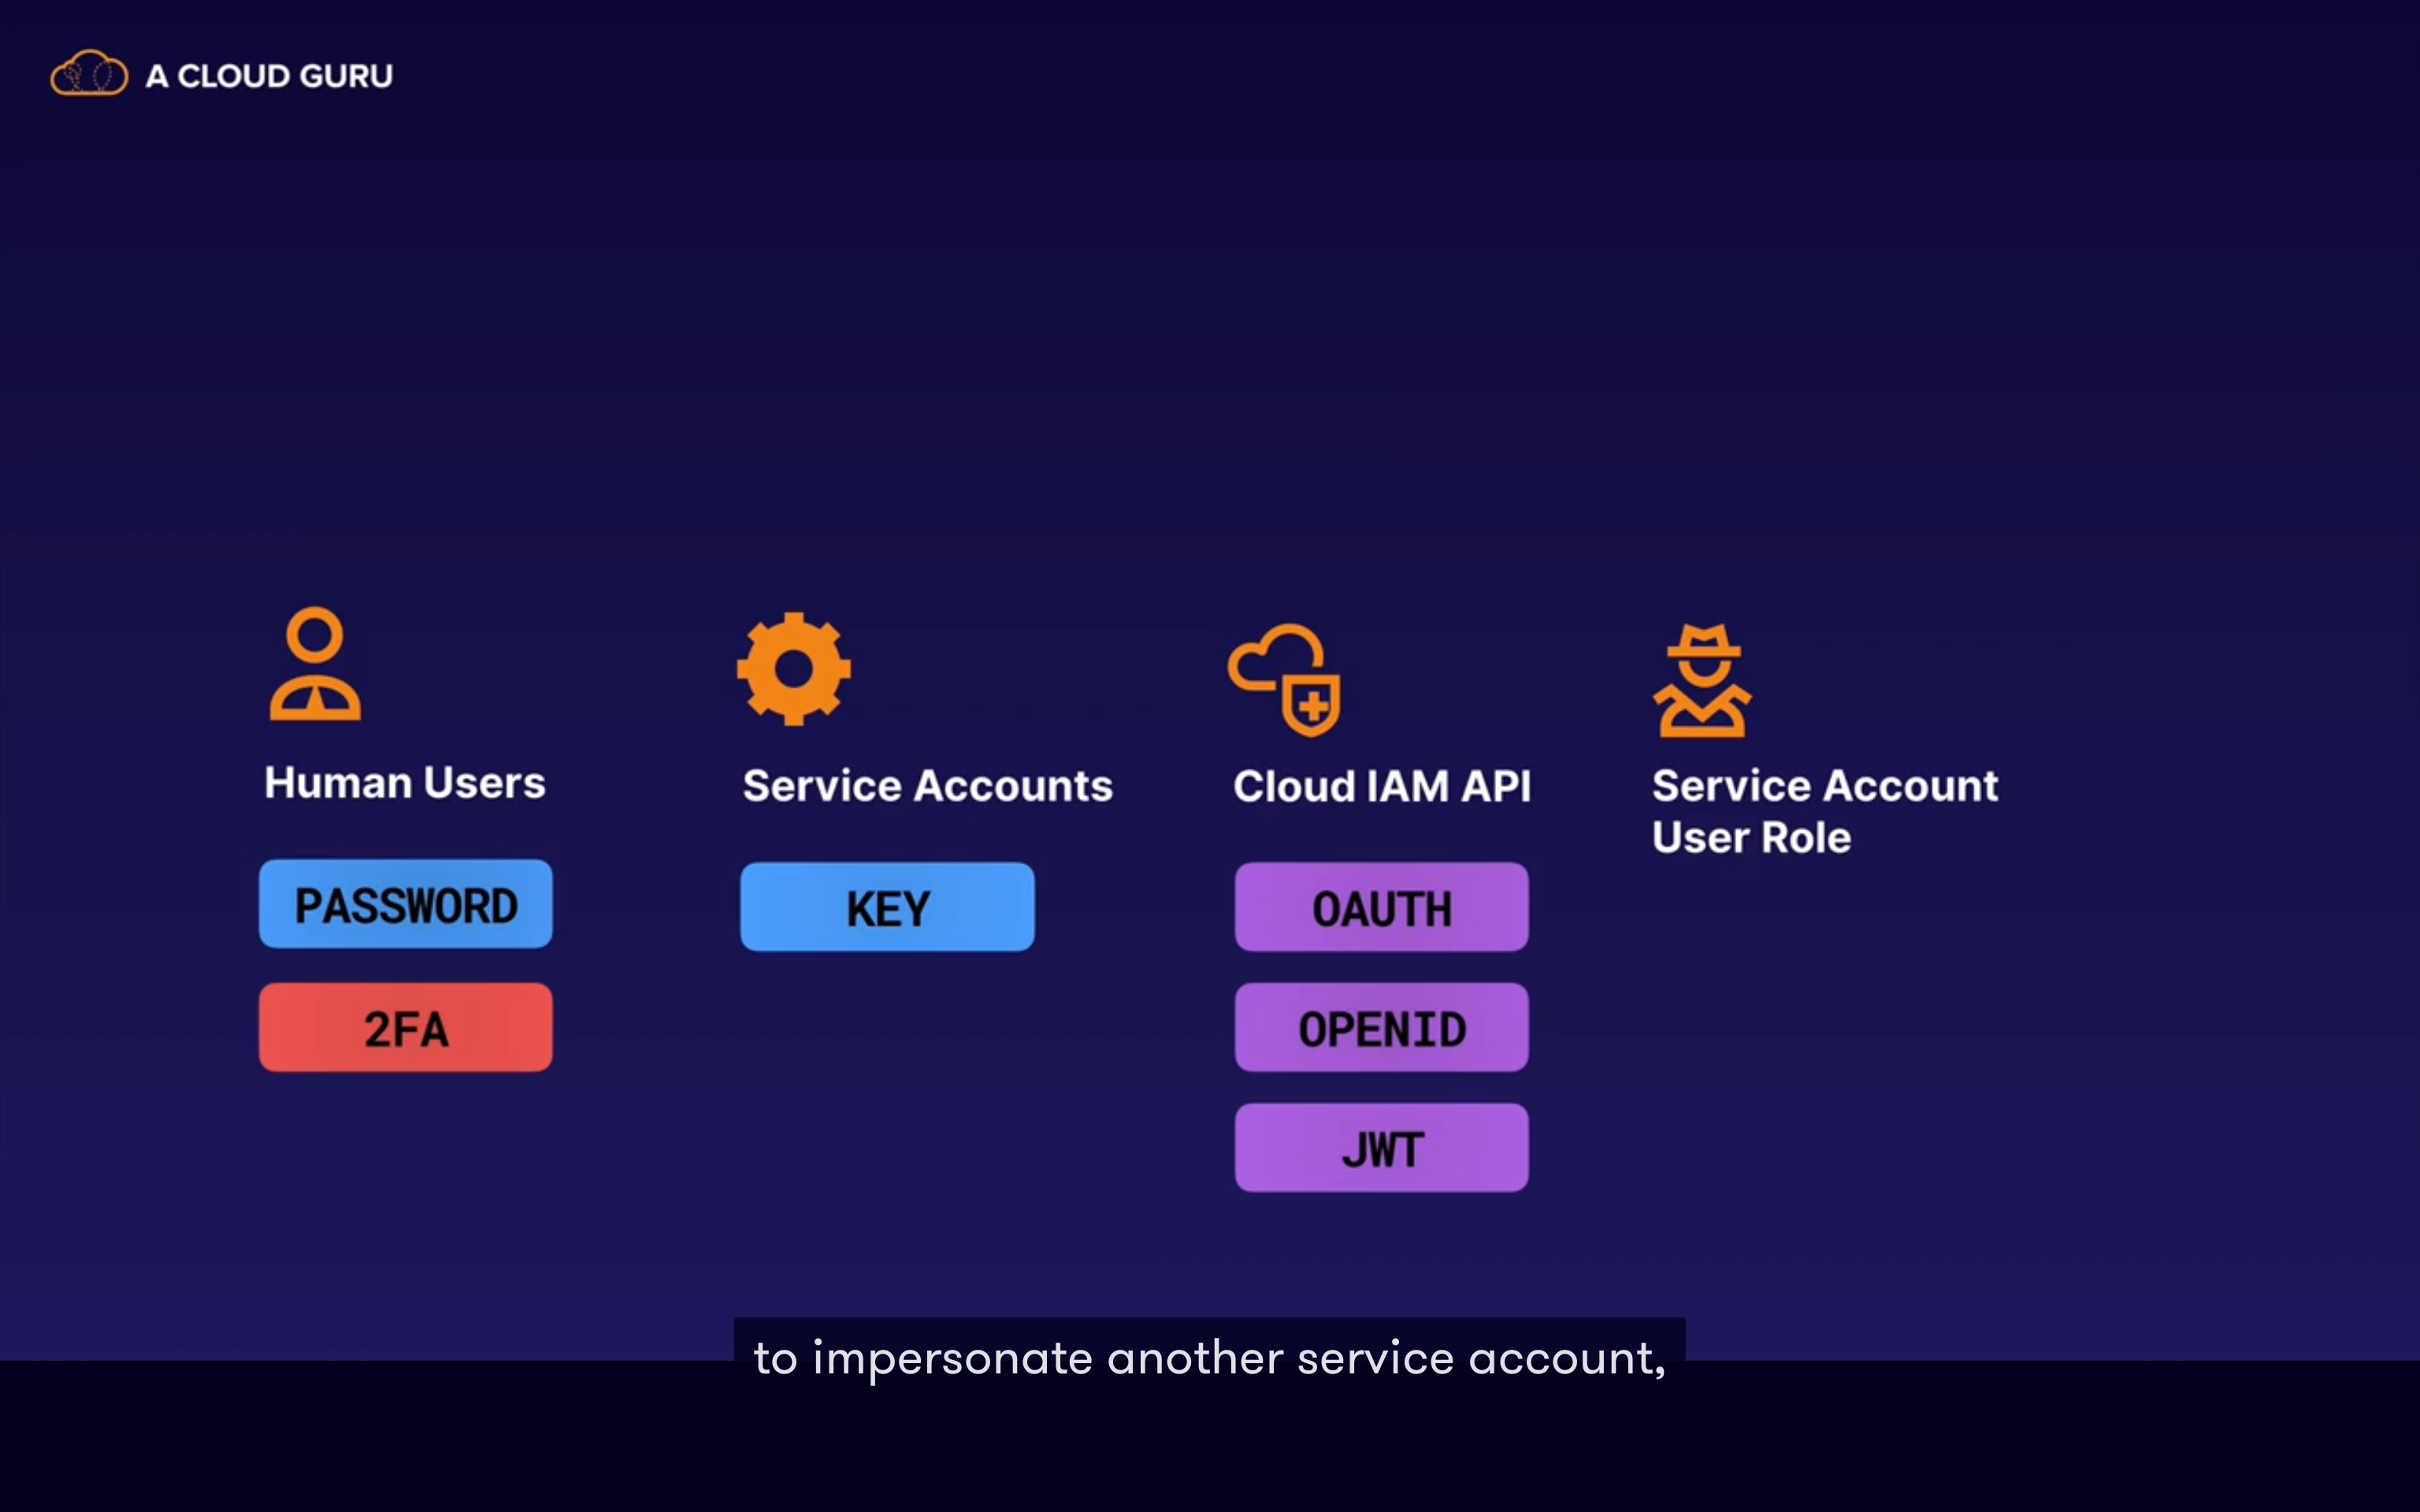 A CLOUD GURU
Human Users
PASSWORD
2FA
Service Accounts
KEY
Cloud IAM API
OAUTH
OPENID
JWT
Service Account
User Role
to impersonate another service account,